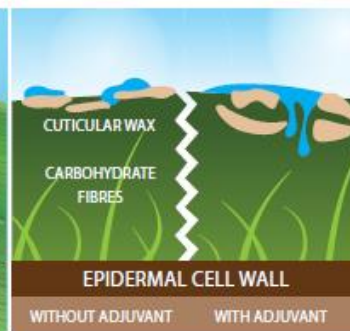 CUTICULAR WAX
CARBOHYDRATE
FIBRES
EPIDERMAL CELL WALL
WITHOUT ADJUVANT
WITH ADJUVANT